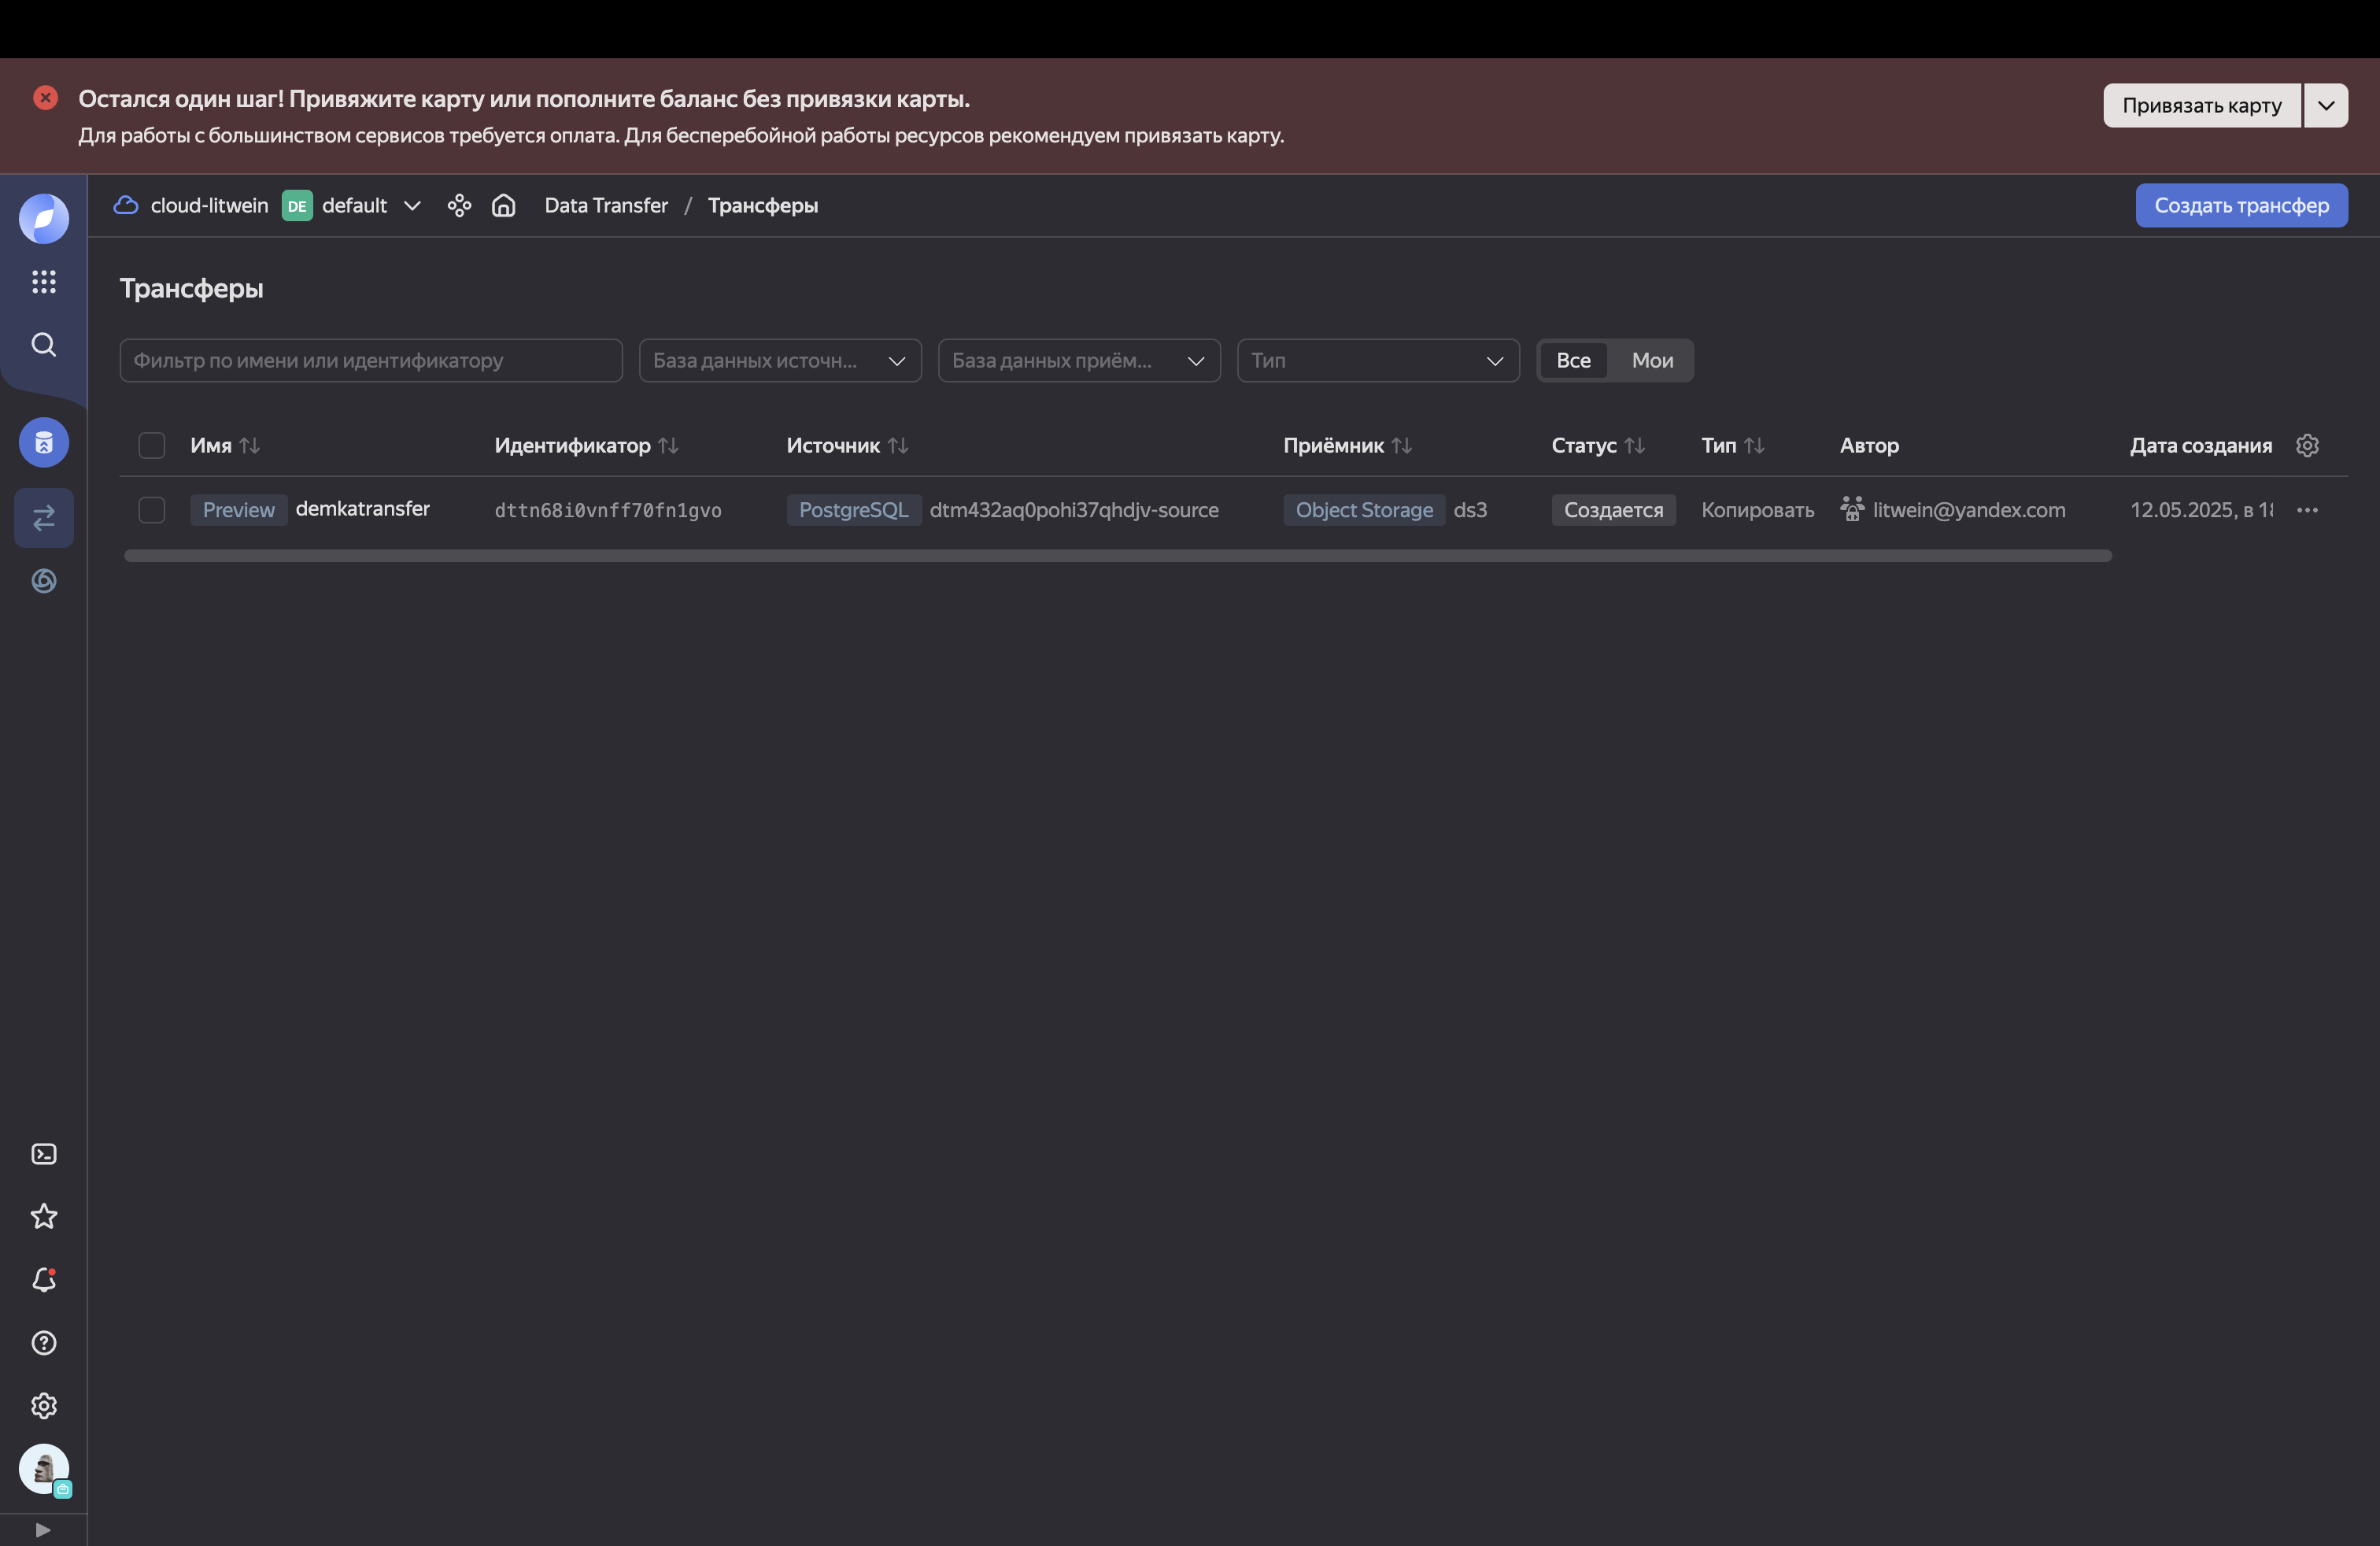 Остался один шаг! Привяжите карту или пополните баланс без привязки карты.
Для работы с большинством сервисов требуется оплата. Для бесперебойной работы ресурсов рекомендуем привязать карту.
Привязать карту
cloud-litwein DE default Data Transfer / Трансферы
Создать трансфер
Трансферы
Фильтр по имени или идентификатору База данных источн... База данных приём... Тип Все Мои
Имя Идентификатор Источник Приёмник Статус Тип Автор Дата создания
Preview demkatransfer dttn68i0vnff70fn1gvo PostgreSQL dtm432aq0pohi37qhdjv-source Object Storage ds3 Создается Копировать litwein@yandex.com 12.05.2025, в